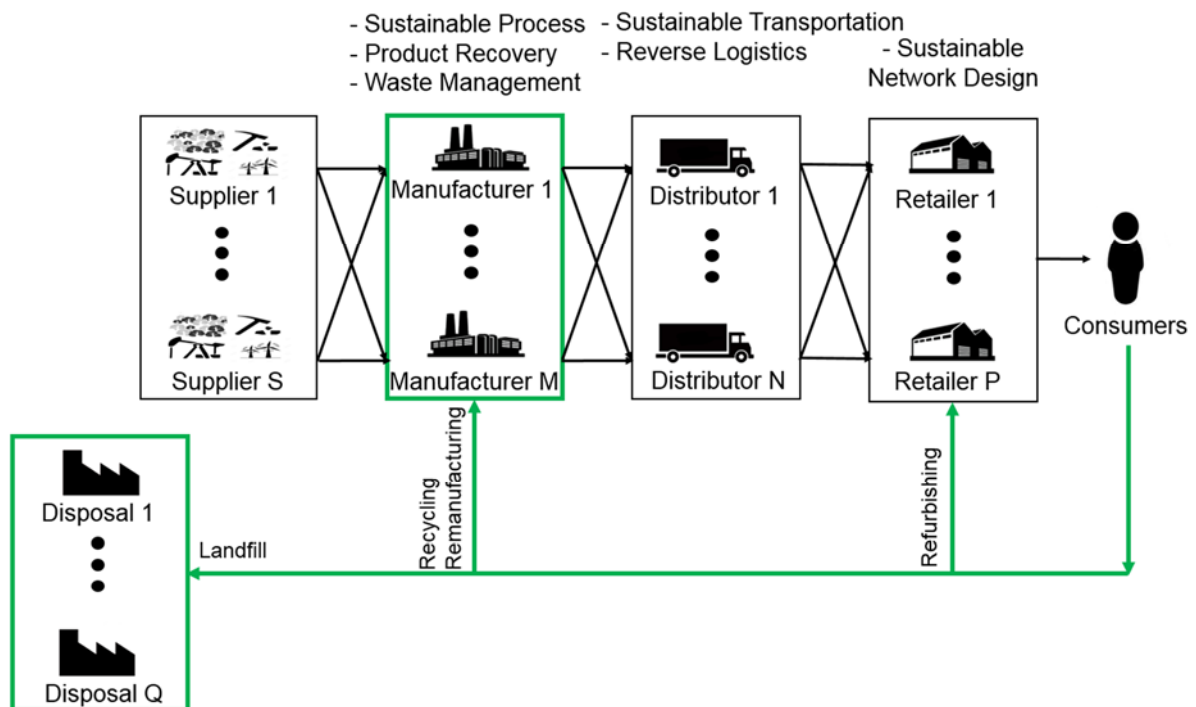 - Sustainable Process
- Product Recovery
- Waste Management
- Sustainable Transportation
- Reverse Logistics
- Sustainable
Network Design
Supplier 1
Manufacturer 1
Distributor 1
Retailer 1
Supplier S
Manufacturer M
Distributor N
Retailer P
Consumers
Recycling
Remanufacturing
Refurbishing
Disposal 1
Landfill
Disposal Q